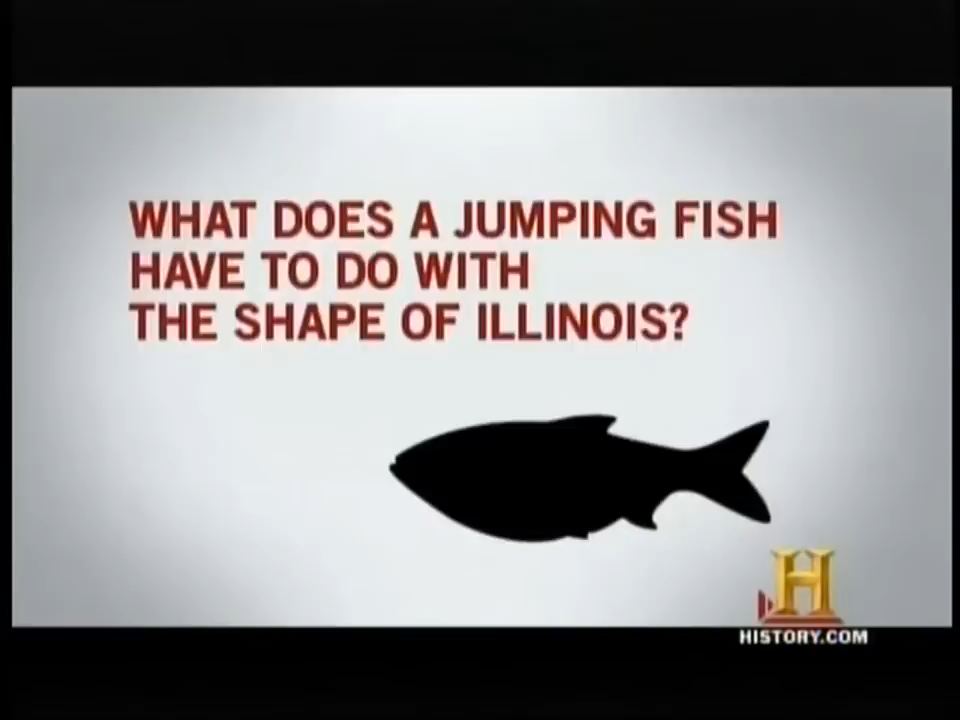 WHAT DOES A JUMPING FISH
HAVE TO DO WITH
THE SHAPE OF ILLINOIS?
H
HISTORY.COM